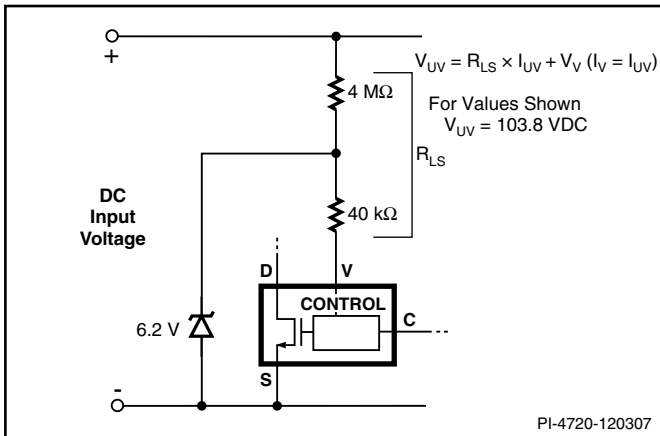 +
V_UV = R_LS × I_UV + V_V (I_V = I_UV)
4 MΩ
For Values Shown
V_UV = 103.8 VDC
R_LS
DC
Input
Voltage
40 kΩ
D
V
CONTROL
C
6.2 V
S
-
PI-4720-120307